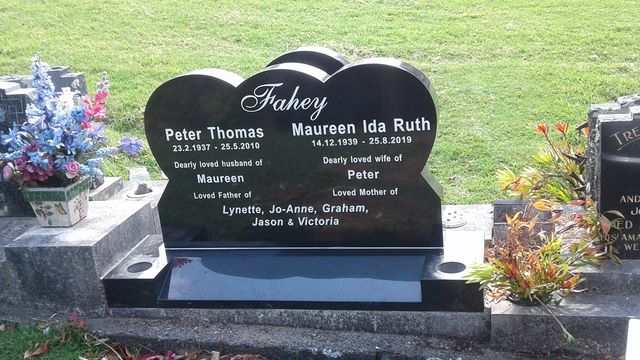 Fahey
Peter Thomas
23.2.1937 - 25.5.2010
Dearly loved husband of
Maureen
Loved Father of
Maureen Ida Ruth
14.12.1939 - 25.8.2019
Dearly loved wife of
Peter
Loved Mother of
Lynette, Jo-Anne, Graham,
Jason & Victoria
AND